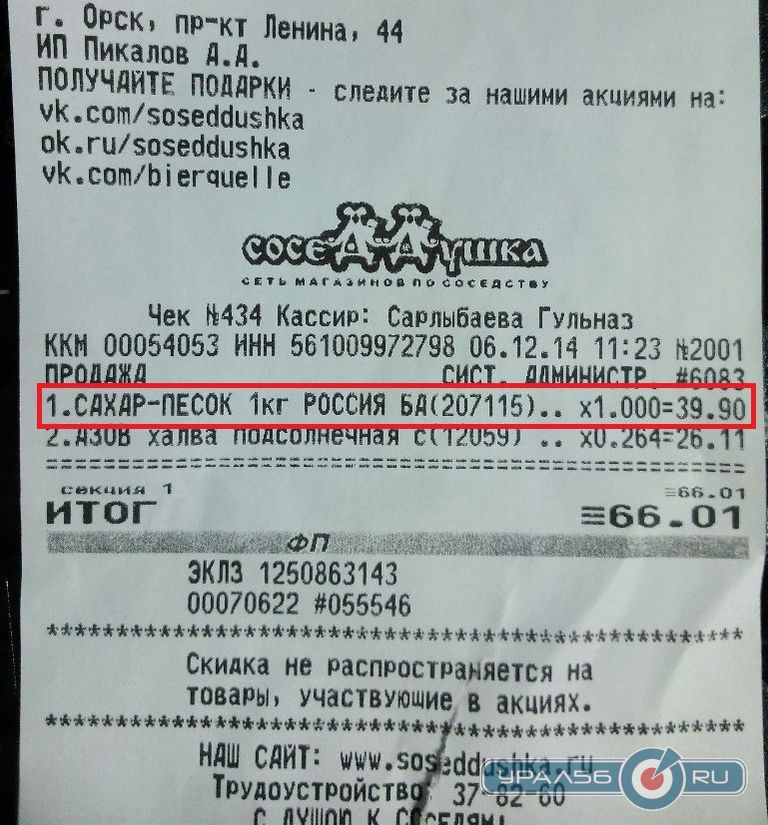 г. Орск, пр-кт Ленина, 44
ИП Пикалов А.А.
ПОЛУЧАЙТЕ ПОДАРКИ - следите за нашими акциями на:
vk.com/soseddushka
ok.ru/soseddushka
vk.com/bierquelle
СОСЕДДУШКА
СЕТЬ МАГАЗИНОВ ПО СОСЕДСТВУ
Чек №434 Кассир: Сарлыбаева Гульназ
ККМ 00054053 ИНН 561009972798 06.12.14 11:23 №2001
ПРОДАЖА СИСТ. АДМИНИСТР. #6083
1.САХАР-ПЕСОК 1кг РОССИЯ БА(207115).. х1.000=39.90
2.АЗОВ халва подсолнечная с(12059) .. х0.264=26.11
секция 1 ≡66.01
ИТОГ ≡66.01
ФП
ЭКЛЗ 1250863143
00070622 #055546
Скидка не распространяется на
товары, участвующие в акциях.
НАШ САЙТ: www.soseddushka.ru
Трудоустройство: 37-82-60
С ДУШОЮ К СОСЕДЯМ!
УРАЛ56 RU